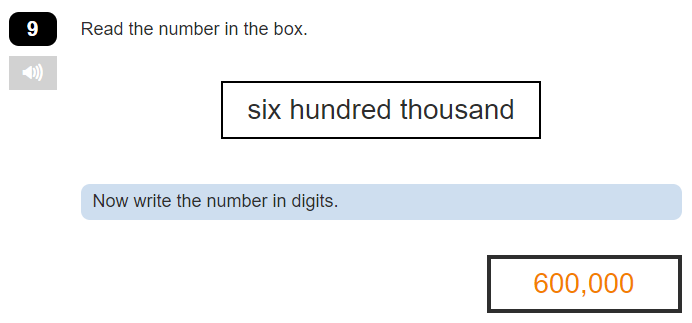 9
Read the number in the box.
six hundred thousand
Now write the number in digits.
600,000